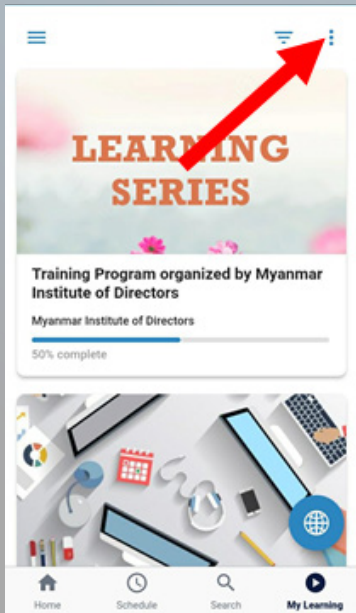 LEARNING
SERIES
Training Program organized by Myanmar
Institute of Directors
Myanmar Institute of Directors
50% complete
Home Schedule Search My Learning